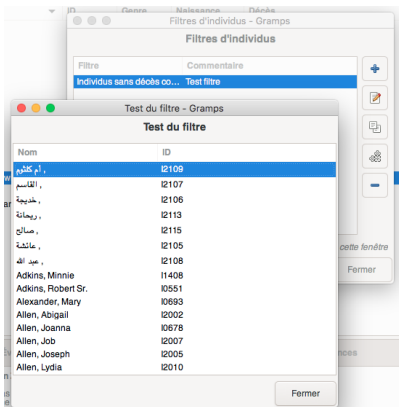 ID Genre Naissance Décès
Filtres d'individus - Gramps
Filtres d'individus
Filtre Commentaire
Individus sans décès co... Test filtre
Test du filtre - Gramps
Test du filtre
Nom ID
, أم كلثوم I2109
, القاسم I2107
, خديجة I2106
, ريحانة I2113
, صالح I2115
, عائشة I2105
, عبد الله I2108
Adkins, Minnie I1408
Adkins, Robert Sr. I0551
Alexander, Mary I0693
Allen, Abigail I2002
Allen, Joanna I0678
Allen, Job I2007
Allen, Joseph I2005
Allen, Lydia I2010
Fermer
cette fenêtre
Fermer